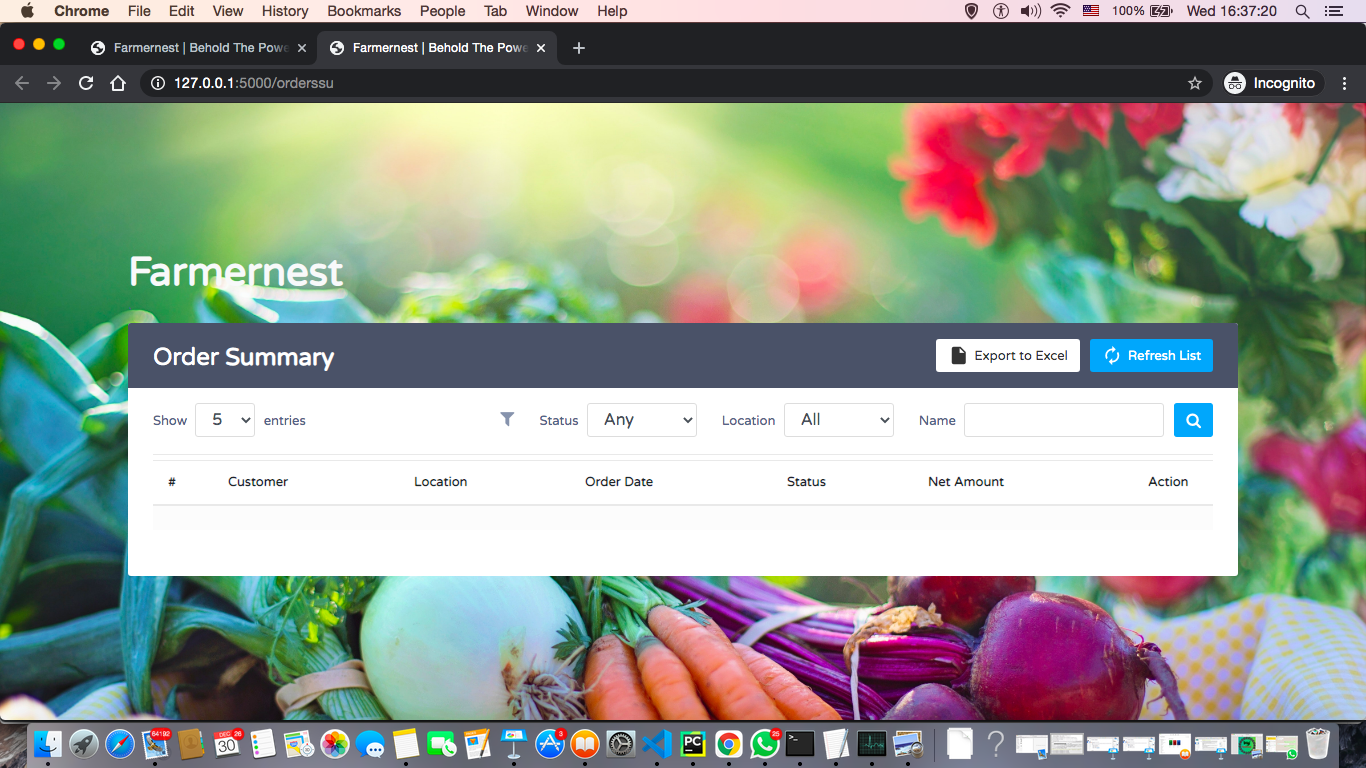 Chrome File Edit View History Bookmarks People Tab Window Help 100% Wed 16:37:20
Farmernest | Behold The Powe Farmernest | Behold The Powe
127.0.0.1:5000/orderssu Incognito
Farmernest
Order Summary Export to Excel Refresh List
Show 5 entries Status Any Location All Name
# Customer Location Order Date Status Net Amount Action
84192 DEC 30 26 3 PC 25